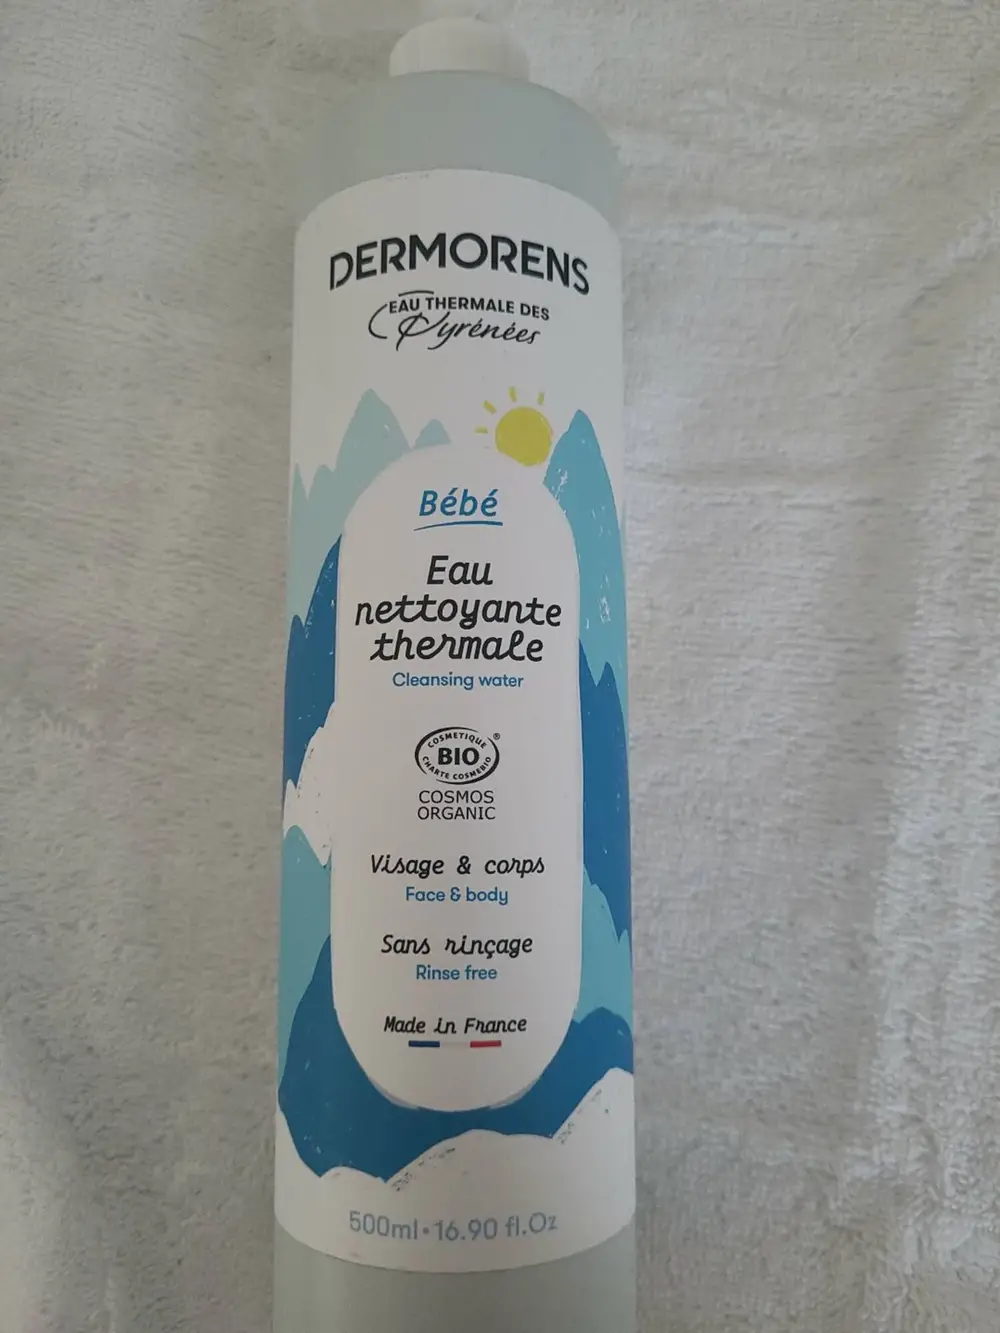 DERMORENS
EAU THERMALE DES
Pyrénées
Bébé
Eau
nettoyante
thermale
Cleansing water
COSMETIQUE ®
BIO
CHARTE COSMEBIO
COSMOS
ORGANIC
Visage & corps
Face & body
Sans rinçage
Rinse free
Made in France
500ml • 16.90 fl.Oz